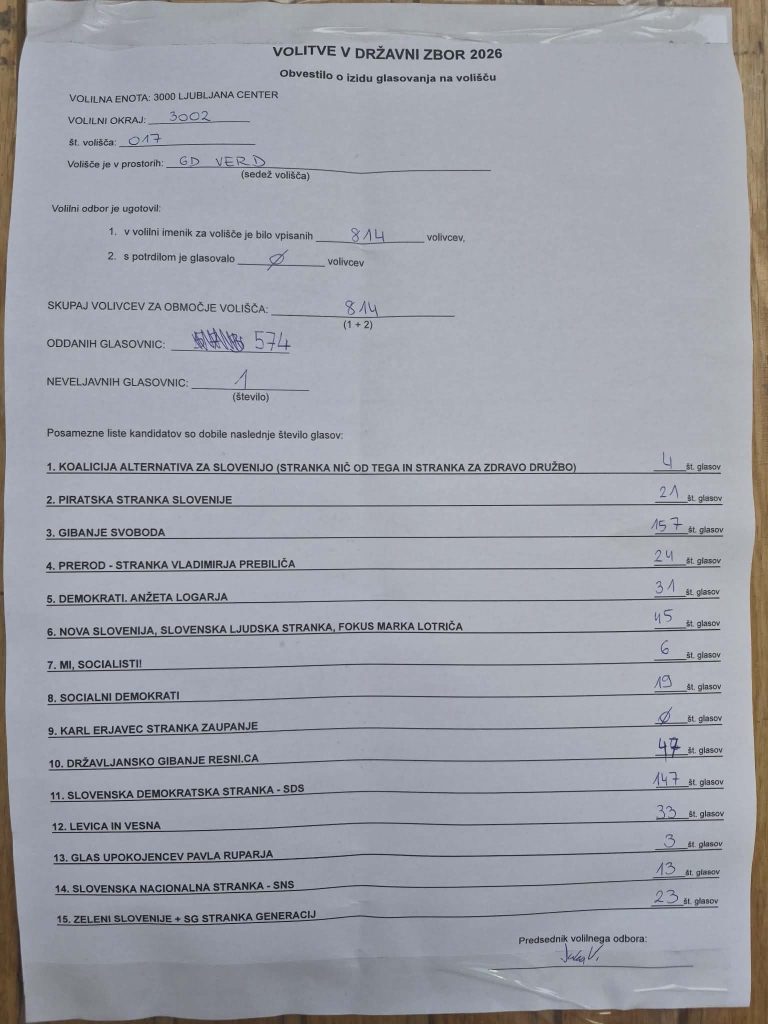 VOLITVE V DRŽAVNI ZBOR 2026
Obvestilo o izidu glasovanja na volišču
VOLILNA ENOTA: 3000 LJUBLJANA CENTER
VOLILNI OKRAJ: 3002
št. volišča: 017
Volišče je v prostorih: GD VERD
(sedež volišča)
Volilni odbor je ugotovil:
1. v volilni imenik za volišče je bilo vpisanih 814 volivcev,
2. s potrdilom je glasovalo Ø volivcev
SKUPAJ VOLIVCEV ZA OBMOČJE VOLIŠČA: 814
(1 + 2)
ODDANIH GLASOVNIC: 574
NEVELJAVNIH GLASOVNIC: 1
(število)
Posamezne liste kandidatov so dobile naslednje število glasov:
1. KOALICIJA ALTERNATIVA ZA SLOVENIJO (STRANKA NIČ OD TEGA IN STRANKA ZA ZDRAVO DRUŽBO) 4 št. glasov
2. PIRATSKA STRANKA SLOVENIJE 21 št. glasov
3. GIBANJE SVOBODA 157 št. glasov
4. PREROD - STRANKA VLADIMIRJA PREBILIČA 24 št. glasov
5. DEMOKRATI. ANŽETA LOGARJA 31 št. glasov
6. NOVA SLOVENIJA, SLOVENSKA LJUDSKA STRANKA, FOKUS MARKA LOTRIČA 45 št. glasov
7. MI, SOCIALISTI! 6 št. glasov
8. SOCIALNI DEMOKRATI 19 št. glasov
9. KARL ERJAVEC STRANKA ZAUPANJE Ø št. glasov
10. DRŽAVLJANSKO GIBANJE RESNI.CA 47 št. glasov
11. SLOVENSKA DEMOKRATSKA STRANKA - SDS 147 št. glasov
12. LEVICA IN VESNA 33 št. glasov
13. GLAS UPOKOJENCEV PAVLA RUPARJA 3 št. glasov
14. SLOVENSKA NACIONALNA STRANKA - SNS 13 št. glasov
15. ZELENI SLOVENIJE + SG STRANKA GENERACIJ 23 št. glasov
Predsednik volilnega odbora: